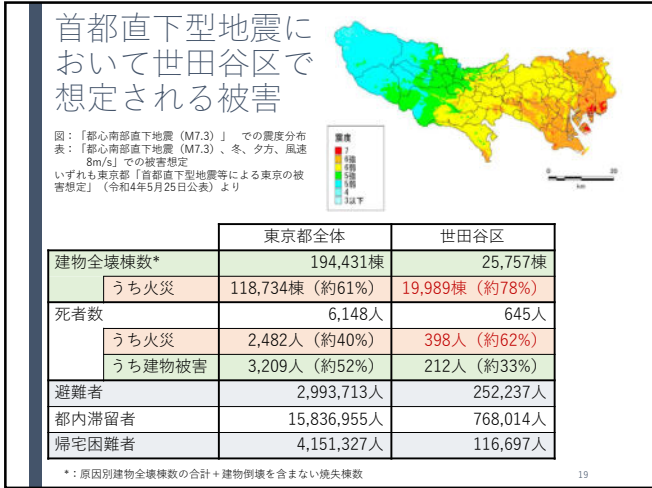 首都直下型地震に
おいて世田谷区で
想定される被害
図：「都心南部直下地震（M7.3）」　での震度分布
表：「都心南部直下地震（M7.3）、冬、夕方、風速
8m/s」での被害想定
いずれも東京都「首都直下型地震等による東京の被
害想定」（令和4年5月25日公表）より
震度
7
6強
6弱
5強
5弱
4
3以下
0 20
km
東京都全体 世田谷区
建物全壊棟数* 194,431棟 25,757棟
うち火災 118,734棟（約61%） 19,989棟（約78%）
死者数 6,148人 645人
うち火災 2,482人（約40%） 398人（約62%）
うち建物被害 3,209人（約52%） 212人（約33%）
避難者 2,993,713人 252,237人
都内滞留者 15,836,955人 768,014人
帰宅困難者 4,151,327人 116,697人
*：原因別建物全壊棟数の合計＋建物倒壊を含まない焼失棟数
19